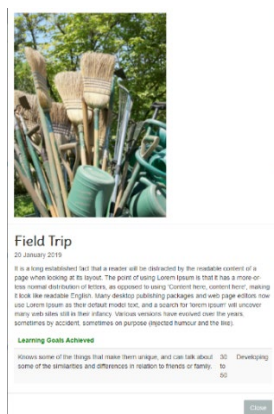 Field Trip
20 January 2019
It is a long established fact that a reader will be distracted by the readable content of a
page when looking at its layout. The point of using Lorem Ipsum is that it has a more-or-
less normal distribution of letters, as opposed to using 'Content here, content here', making
it look like readable English. Many desktop publishing packages and web page editors now
use Lorem Ipsum as their default model text, and a search for 'lorem ipsum' will uncover
many web sites still in their infancy. Various versions have evolved over the years,
sometimes by accident, sometimes on purpose (injected humour and the like).
Learning Goals Achieved
Knows some of the things that make them unique, and can talk about 30 Developing
some of the similarities and differences in relation to friends or family. to
50
Close